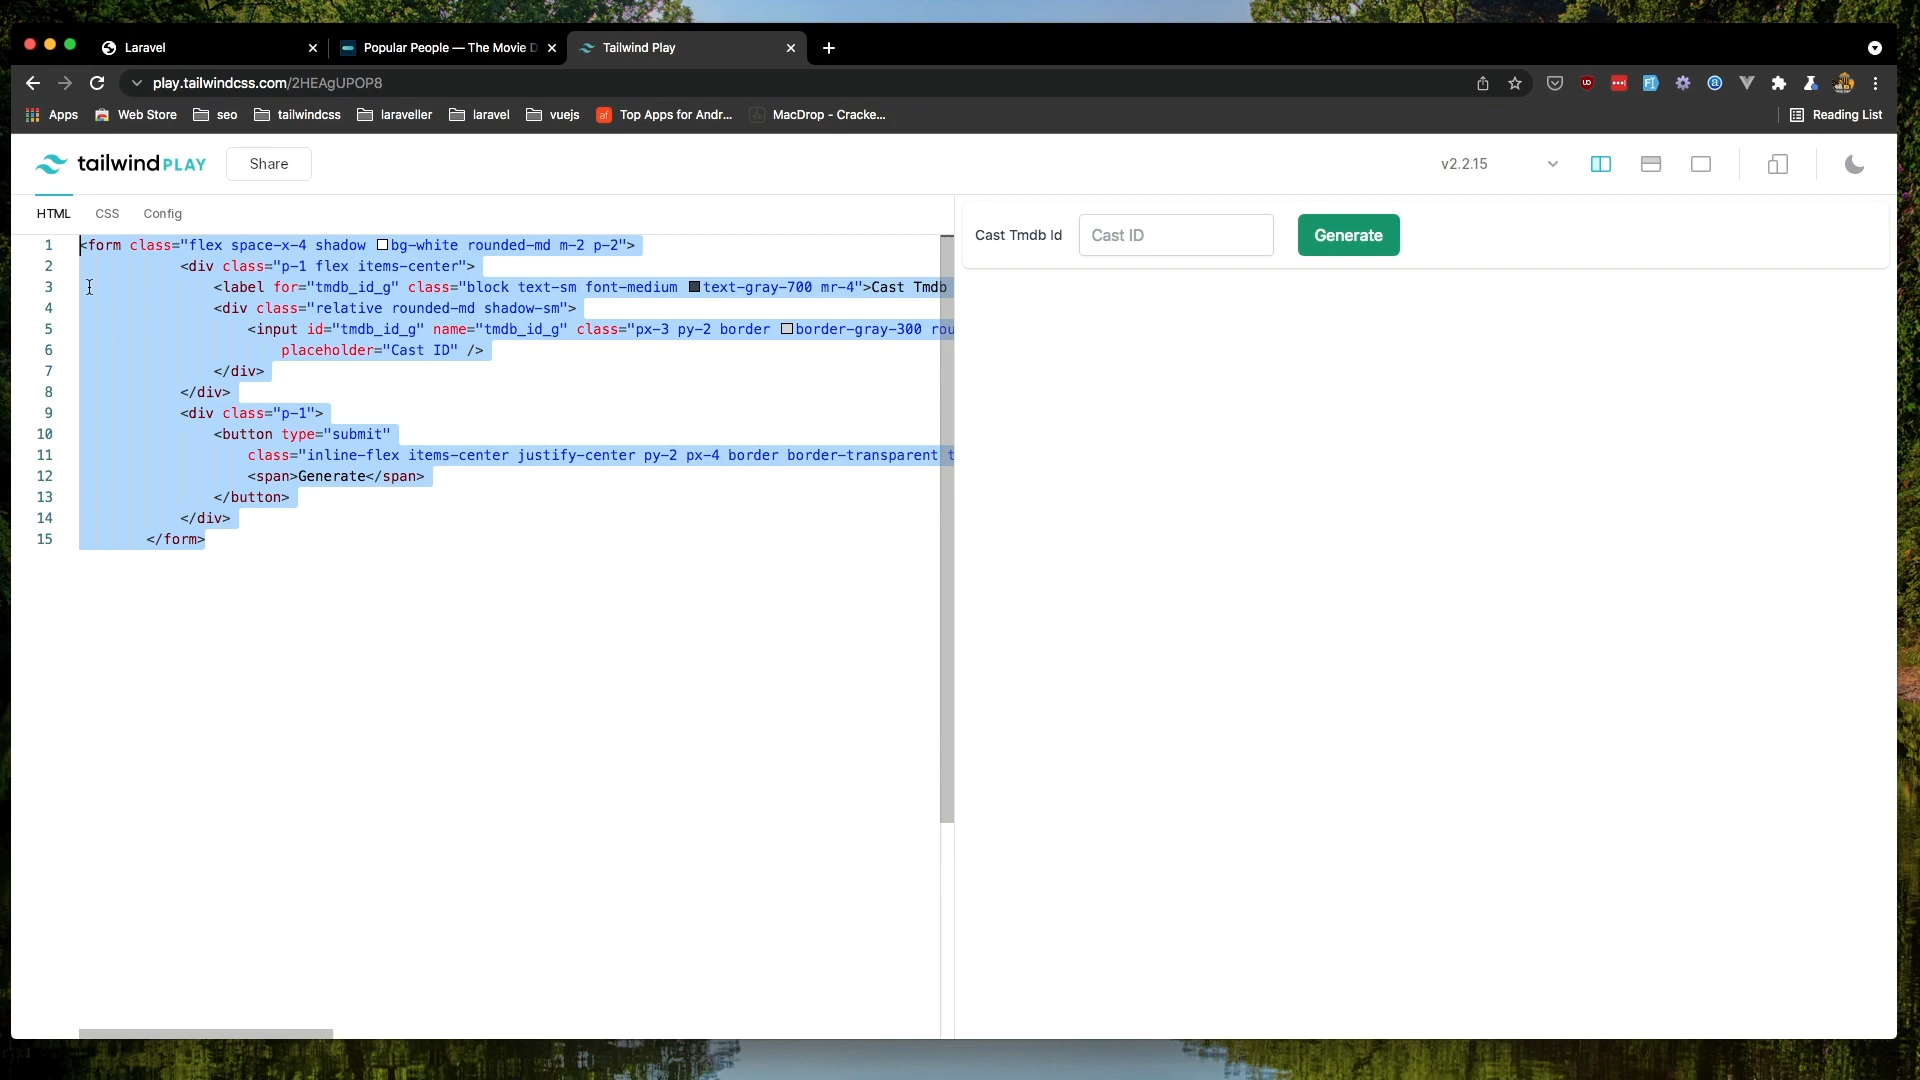 Laravel
Popular People — The Movie D
Tailwind Play
play.tailwindcss.com/2HEAgUPOP8
Apps
Web Store
seo
tailwindcss
laraveller
laravel
vuejs
Top Apps for Andr...
MacDrop - Cracke...
Reading List
tailwind PLAY
Share
v2.2.15
HTML
CSS
Config
1 <form class="flex space-x-4 shadow bg-white rounded-md m-2 p-2">
2 <div class="p-1 flex items-center">
3 <label for="tmdb_id_g" class="block text-sm font-medium text-gray-700 mr-4">Cast Tmdb
4 <div class="relative rounded-md shadow-sm">
5 <input id="tmdb_id_g" name="tmdb_id_g" class="px-3 py-2 border border-gray-300 rou
6 placeholder="Cast ID" />
7 </div>
8 </div>
9 <div class="p-1">
10 <button type="submit"
11 class="inline-flex items-center justify-center py-2 px-4 border border-transparent t
12 <span>Generate</span>
13 </button>
14 </div>
15 </form>
Cast Tmdb Id
Cast ID
Generate